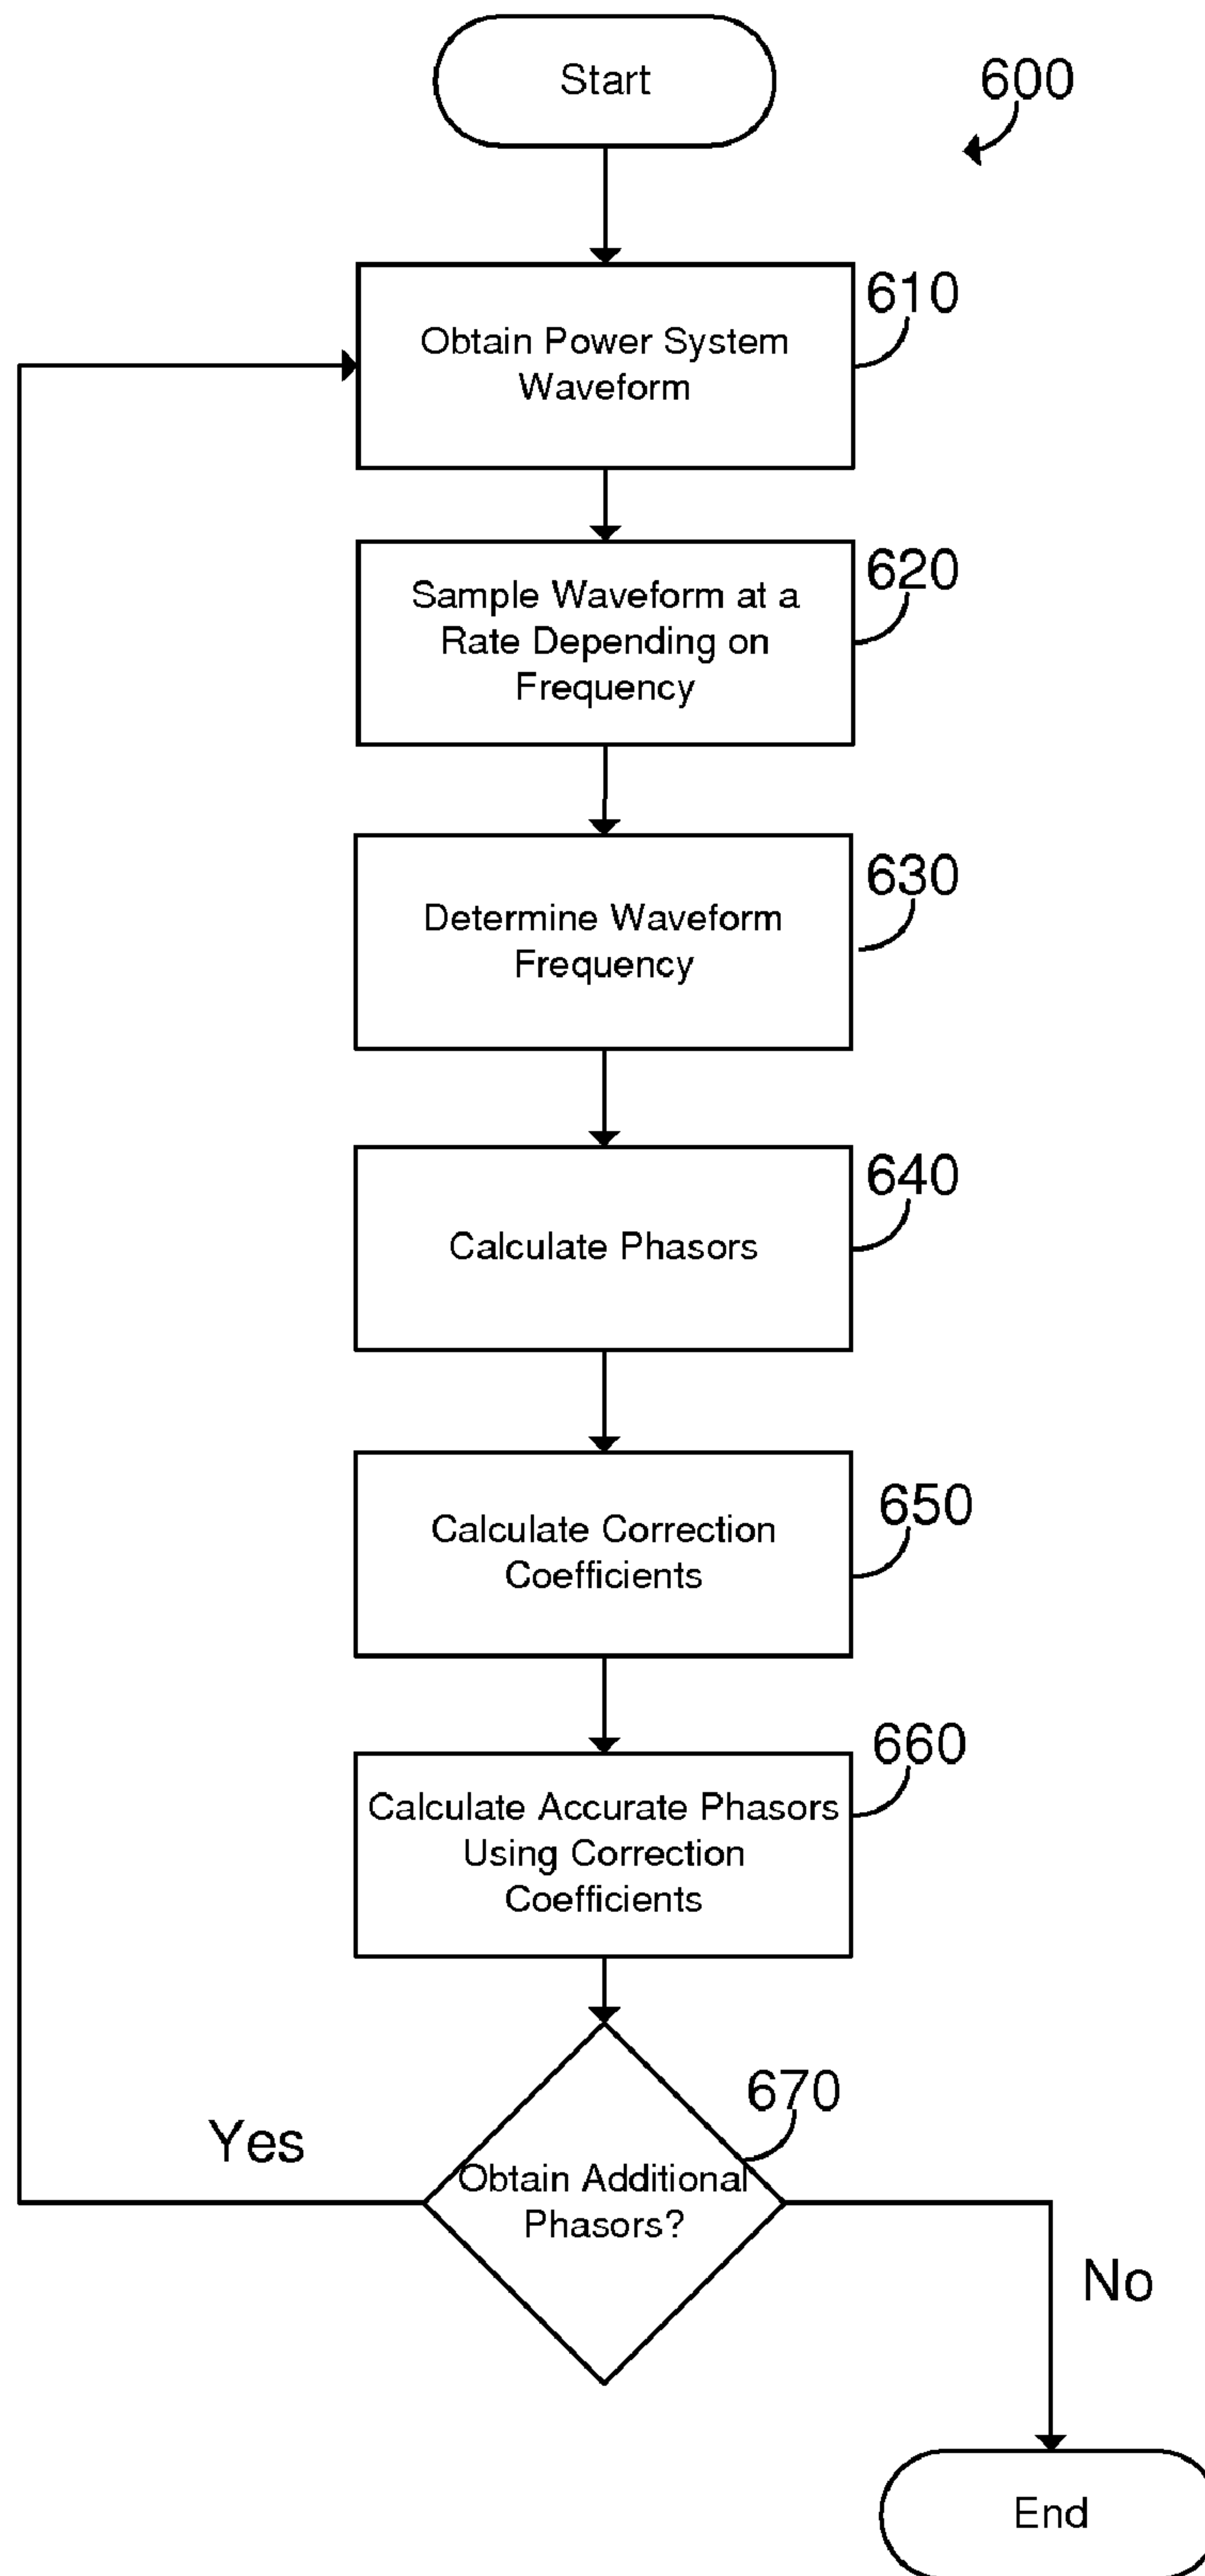 Start
600
Obtain Power System
Waveform
610
Sample Waveform at a
Rate Depending on
Frequency
620
Determine Waveform
Frequency
630
Calculate Phasors
640
Calculate Correction
Coefficients
650
Calculate Accurate Phasors
Using Correction
Coefficients
660
670
Yes
Obtain Additional
Phasors?
No
End